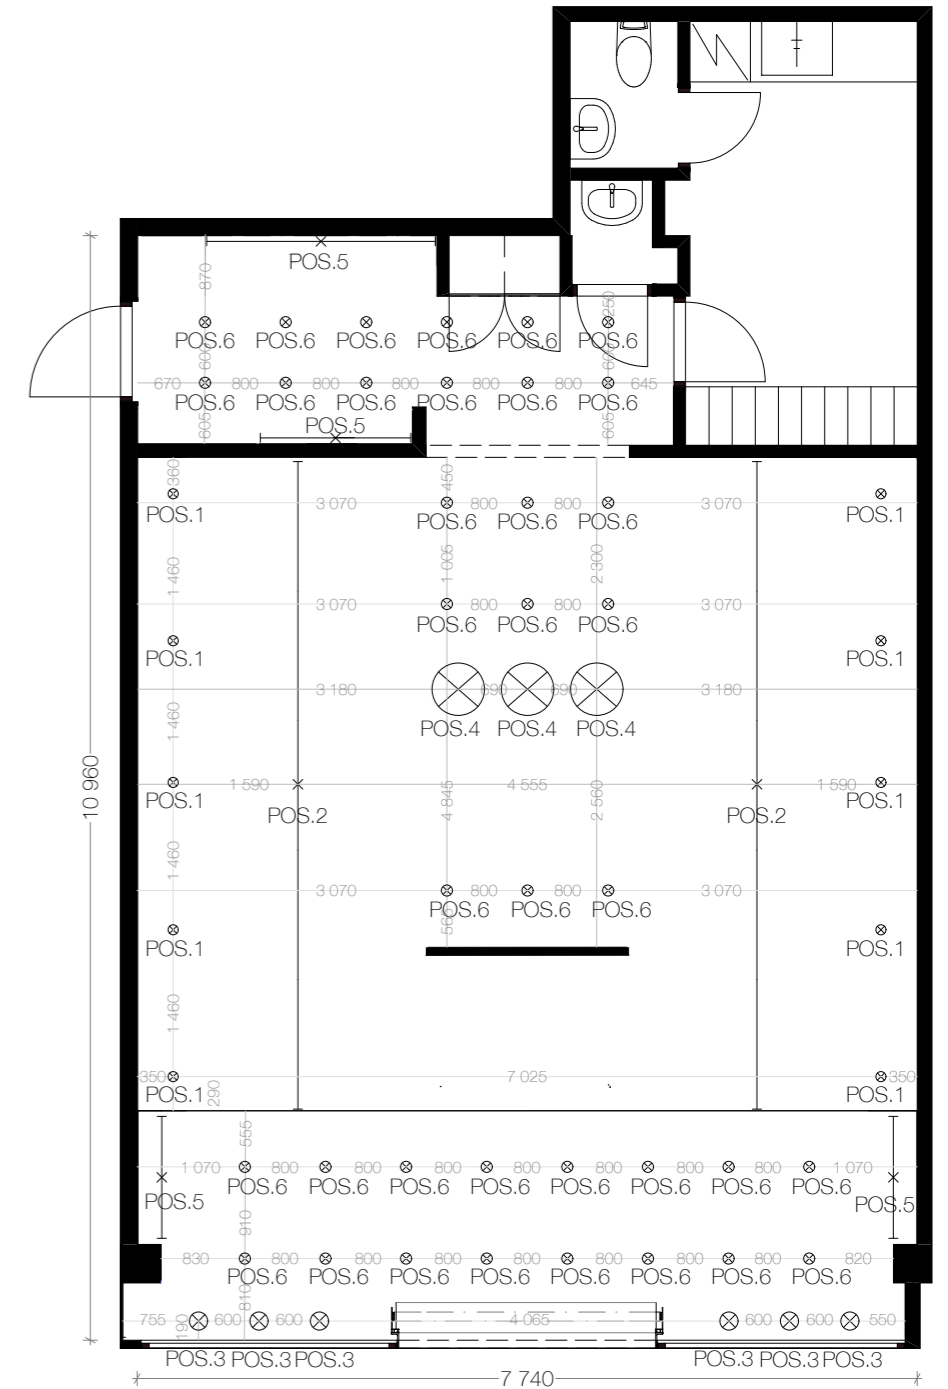 POS.5
870
250
POS.6 POS.6 POS.6 POS.6 POS.6 POS.6
600
670 800 800 800 800 800 645
POS.6 POS.6 POS.6 POS.6 POS.6 POS.6
605 POS.5 605
360 450
3 070 800 800 3 070
POS.1 POS.6 POS.6 POS.6 POS.1
1 460 1 005 2 300
3 070 800 800 3 070
POS.6 POS.6 POS.6
POS.1 POS.1
3 180 690 690 3 180
1 460 POS.4 POS.4 POS.4
10 960
1 590 4 555 1 590
POS.1 4 845 2 560 POS.1
POS.2 POS.2
1 460
3 070 800 800 3 070
POS.6 POS.6 POS.6
565
POS.1 POS.1
1 460
350 7 025 350
POS.1 290 POS.1
555
1 070 800 800 800 800 800 800 800 1 070
POS.6 POS.6 POS.6 POS.6 POS.6 POS.6 POS.6 POS.6
POS.5 POS.5
910
830 800 800 800 800 800 800 800 820
POS.6 POS.6 POS.6 POS.6 POS.6 POS.6 POS.6 POS.6
810
755 600 600 4 065 600 600 550
190
POS.3 POS.3 POS.3 POS.3 POS.3 POS.3
7 740